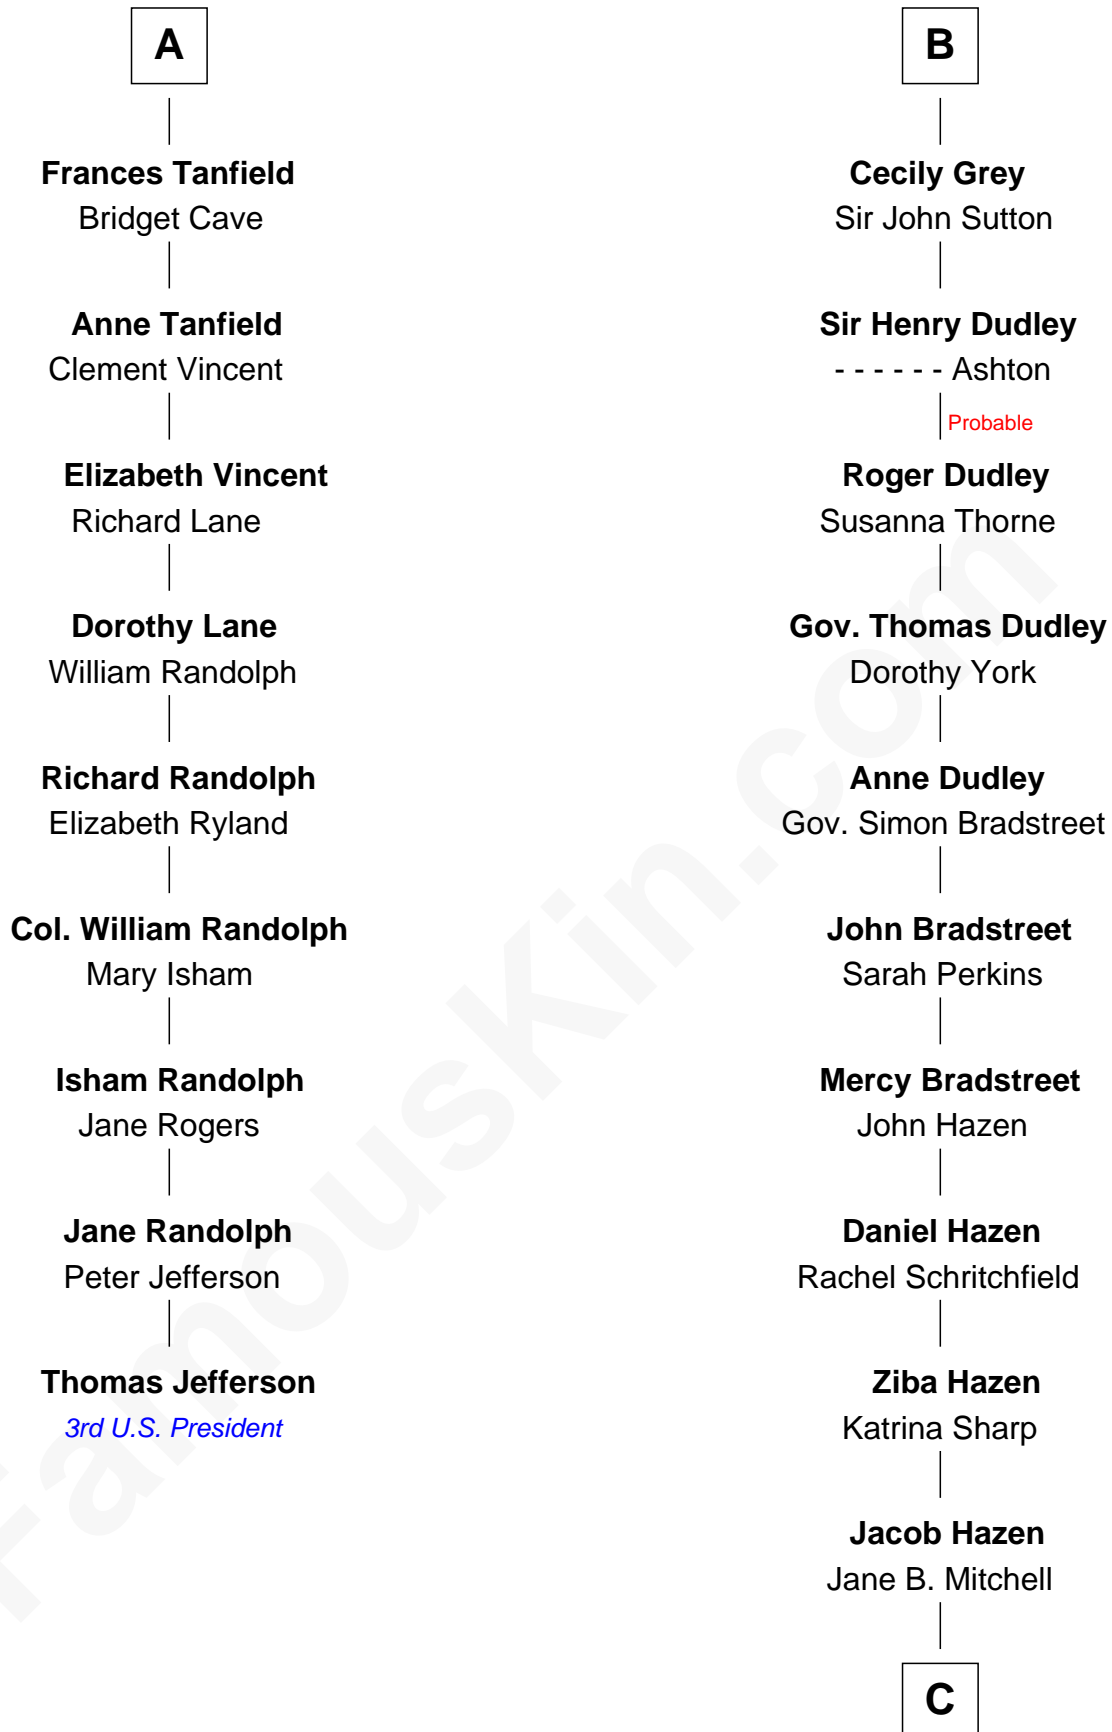 A
Frances Tanfield
Bridget Cave
Anne Tanfield
Clement Vincent
Elizabeth Vincent
Richard Lane
Dorothy Lane
William Randolph
Richard Randolph
Elizabeth Ryland
Col. William Randolph
Mary Isham
Isham Randolph
Jane Rogers
Jane Randolph
Peter Jefferson
Thomas Jefferson
3rd U.S. President
B
Cecily Grey
Sir John Sutton
Sir Henry Dudley
- - - - - - Ashton
Probable
Roger Dudley
Susanna Thorne
Gov. Thomas Dudley
Dorothy York
Anne Dudley
Gov. Simon Bradstreet
John Bradstreet
Sarah Perkins
Mercy Bradstreet
John Hazen
Daniel Hazen
Rachel Schritchfield
Ziba Hazen
Katrina Sharp
Jacob Hazen
Jane B. Mitchell
C
FamousKin.com